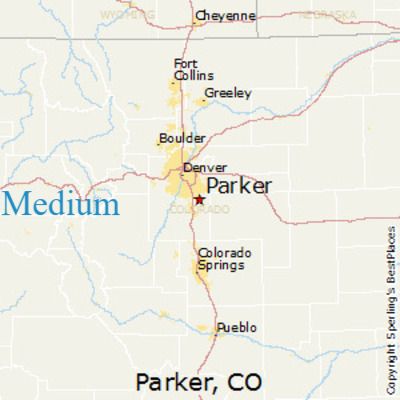 Cheyenne
WYOMING
NEBRASKA
Fort
Collins
Greeley
Boulder
Denver
Parker
Medium
COLORADO
Colorado
Springs
Pueblo
Parker, CO
Copyright Sperling's BestPlaces